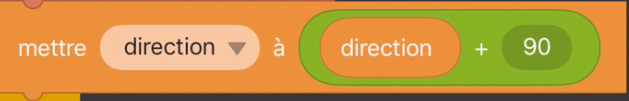 mettre direction à direction + 90